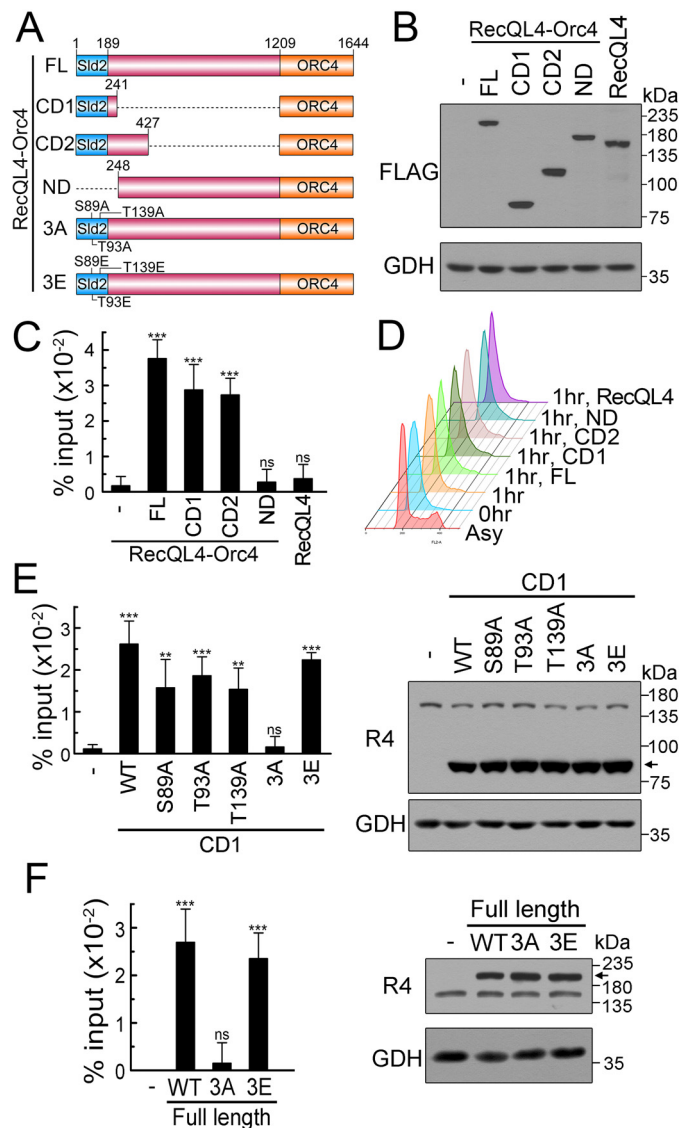 A
1 189 1209 1644
RecQL4-Orc4
FL Sld2 ORC4
241
CD1 Sld2 ORC4
427
CD2 Sld2 ORC4
248
ND ORC4
S89A T139A
3A Sld2 ORC4
T93A
S89E T139E
3E Sld2 ORC4
T93E
B
RecQL4-Orc4
- FL CD1 CD2 ND RecQL4
kDa
FLAG
235
180
135
100
75
GDH
35
C
% input (x10-2)
4
3
2
1
0
*** *** *** ns ns
- FL CD1 CD2 ND RecQL4
RecQL4-Orc4
D
1hr, RecQL4
1hr, ND
1hr, CD2
1hr, CD1
1hr, FL
1hr
0hr
Asy
E
% input (x10-2)
3
2
1
0
*** ** *** ** ns ***
- WT S89A T93A T139A 3A 3E
CD1
CD1
- WT S89A T93A T139A 3A 3E
kDa
R4
180
135
100
75
GDH
35
F
% input (x10-2)
3
2
1
0
*** ns ***
- WT 3A 3E
Full length
Full length
- WT 3A 3E kDa
R4
235
180
135
GDH
35